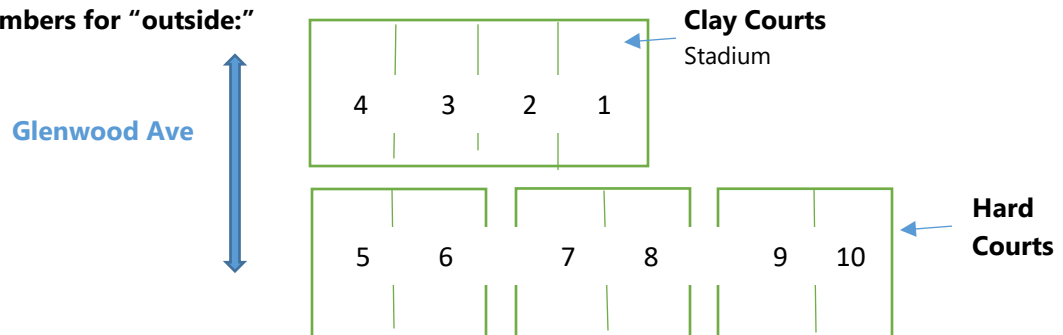 for “outside:”
Clay Courts
Stadium
4 3 2 1
Glenwood Ave
Hard
Courts
5 6 7 8 9 10